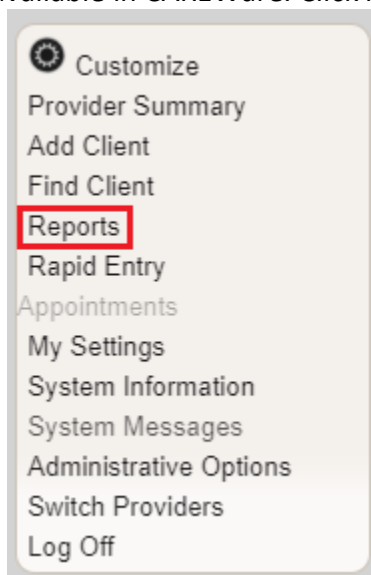 Customize
Provider Summary
Add Client
Find Client
Reports
Rapid Entry
Appointments
My Settings
System Information
System Messages
Administrative Options
Switch Providers
Log Off